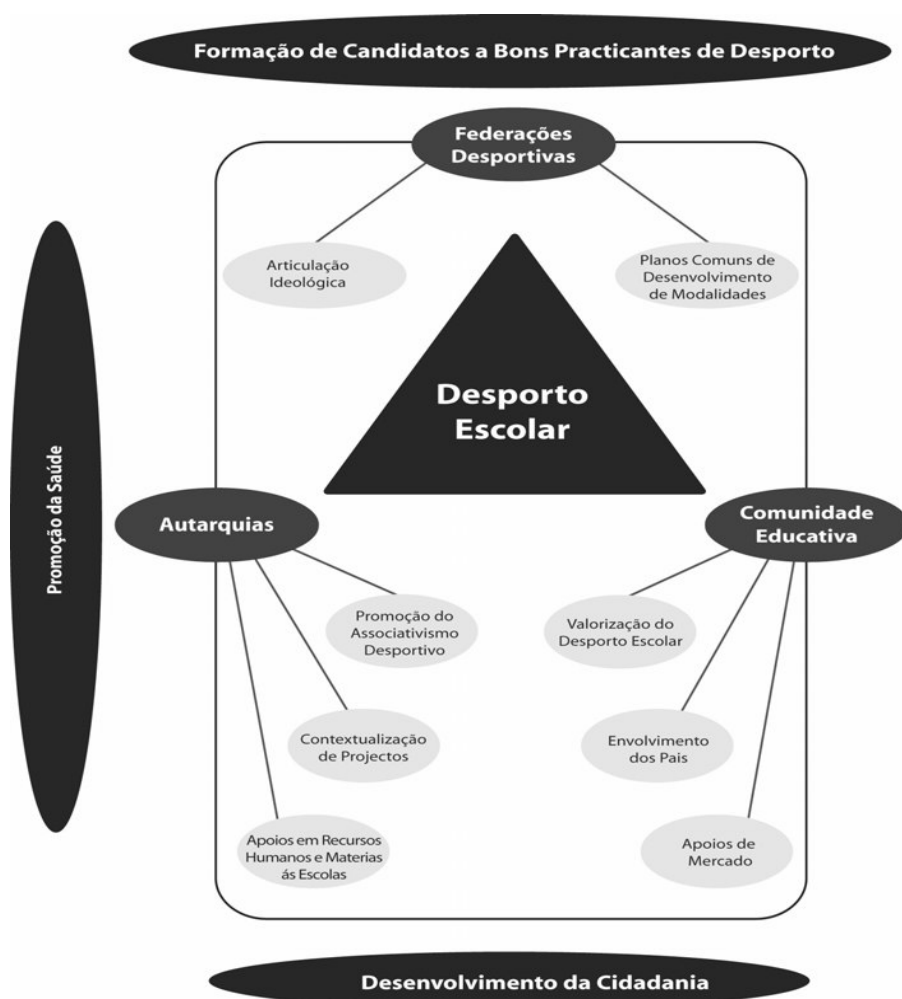 Formação de Candidatos a Bons Practicantes de Desporto
Federações
Desportivas
Articulação
Ideológica
Planos Comuns de
Desenvolvimento
de Modalidades
Desporto
Escolar
Promoção da Saúde
Autarquias
Comunidade
Educativa
Promoção do
Associativismo
Desportivo
Valorização do
Desporto Escolar
Contextualização
de Projectos
Envolvimento
dos Pais
Apoios em Recursos
Humanos e Materias
ás Escolas
Apoios de
Mercado
Desenvolvimento da Cidadania